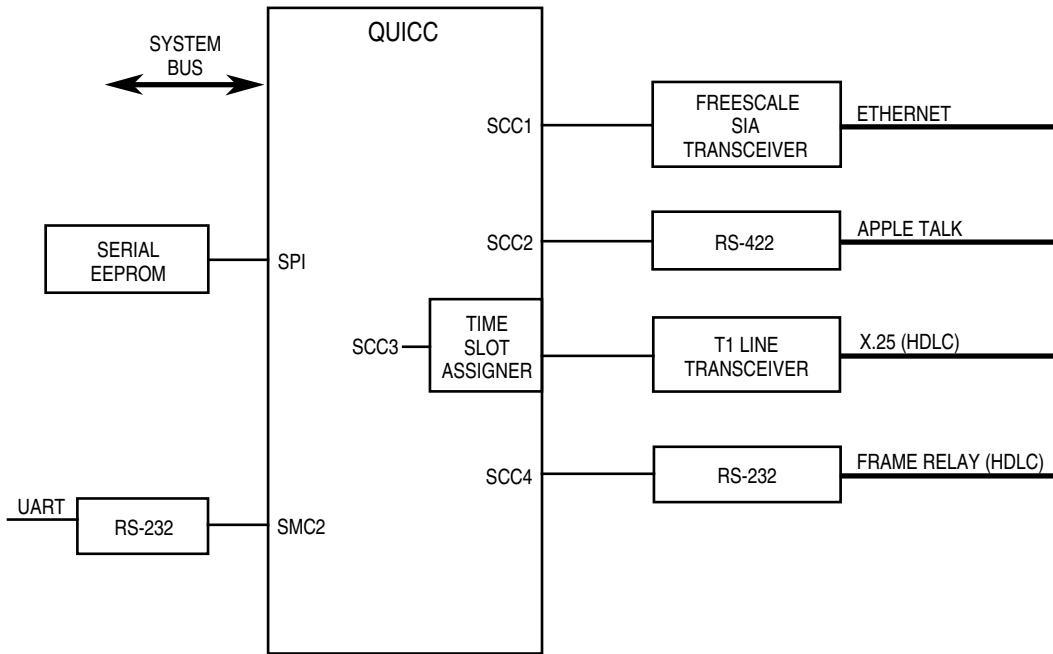 QUICC
SYSTEM
BUS
SCC1
FREESCALE
SIA
TRANSCEIVER
ETHERNET
SERIAL
EEPROM
SPI
SCC2
RS-422
APPLE TALK
SCC3
TIME
SLOT
ASSIGNER
T1 LINE
TRANSCEIVER
X.25 (HDLC)
SCC4
RS-232
FRAME RELAY (HDLC)
UART
RS-232
SMC2